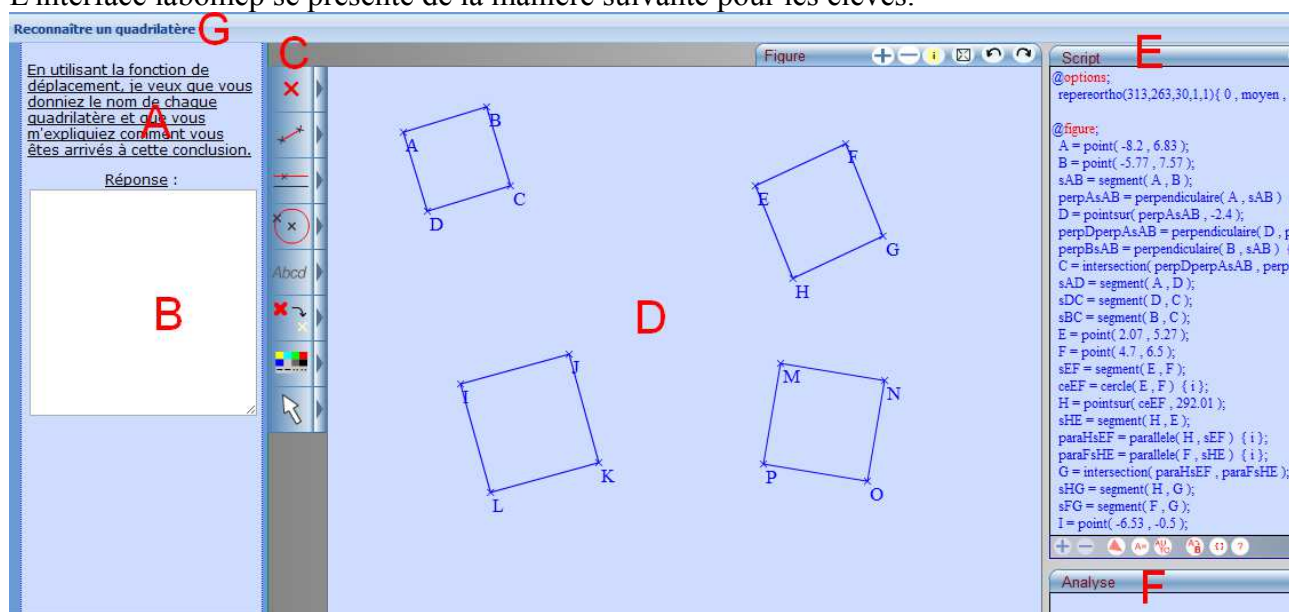 L'interface labomep se présente de la manière suivante pour les élèves:
Reconnaître un quadrilatère
G
En utilisant la fonction de
déplacement, je veux que vous
donniez le nom de chaque
quadrilatère et que vous
m'expliquiez comment vous
êtes arrivés à cette conclusion.
A
Réponse :
B
C
Abcd
Figure
i
A
B
C
D
E
F
G
H
D
I
J
K
L
M
N
O
P
Script
E
@options;
repereortho(313,263,30,1,1){ 0 , moyen ,
@figure;
A = point( -8.2 , 6.83 );
B = point( -5.77 , 7.57 );
sAB = segment( A , B );
perpAsAB = perpendiculaire( A , sAB )
D = pointsur( perpAsAB , -2.4 );
perpDperpAsAB = perpendiculaire( D , p
perpBsAB = perpendiculaire( B , sAB ) {
C = intersection( perpDperpAsAB , perp
sAD = segment( A , D );
sDC = segment( D , C );
sBC = segment( B , C );
E = point( 2.07 , 5.27 );
F = point( 4.7 , 6.5 );
sEF = segment( E , F );
ceEF = cercle( E , F ) { i };
H = pointsur( ceEF , 292.01 );
sHE = segment( H , E );
paraHsEF = parallele( H , sEF ) { i };
paraFsHE = parallele( F , sHE ) { i };
G = intersection( paraHsEF , paraFsHE );
sHG = segment( H , G );
sFG = segment( F , G );
I = point( -6.53 , -0.5 );
Analyse
F